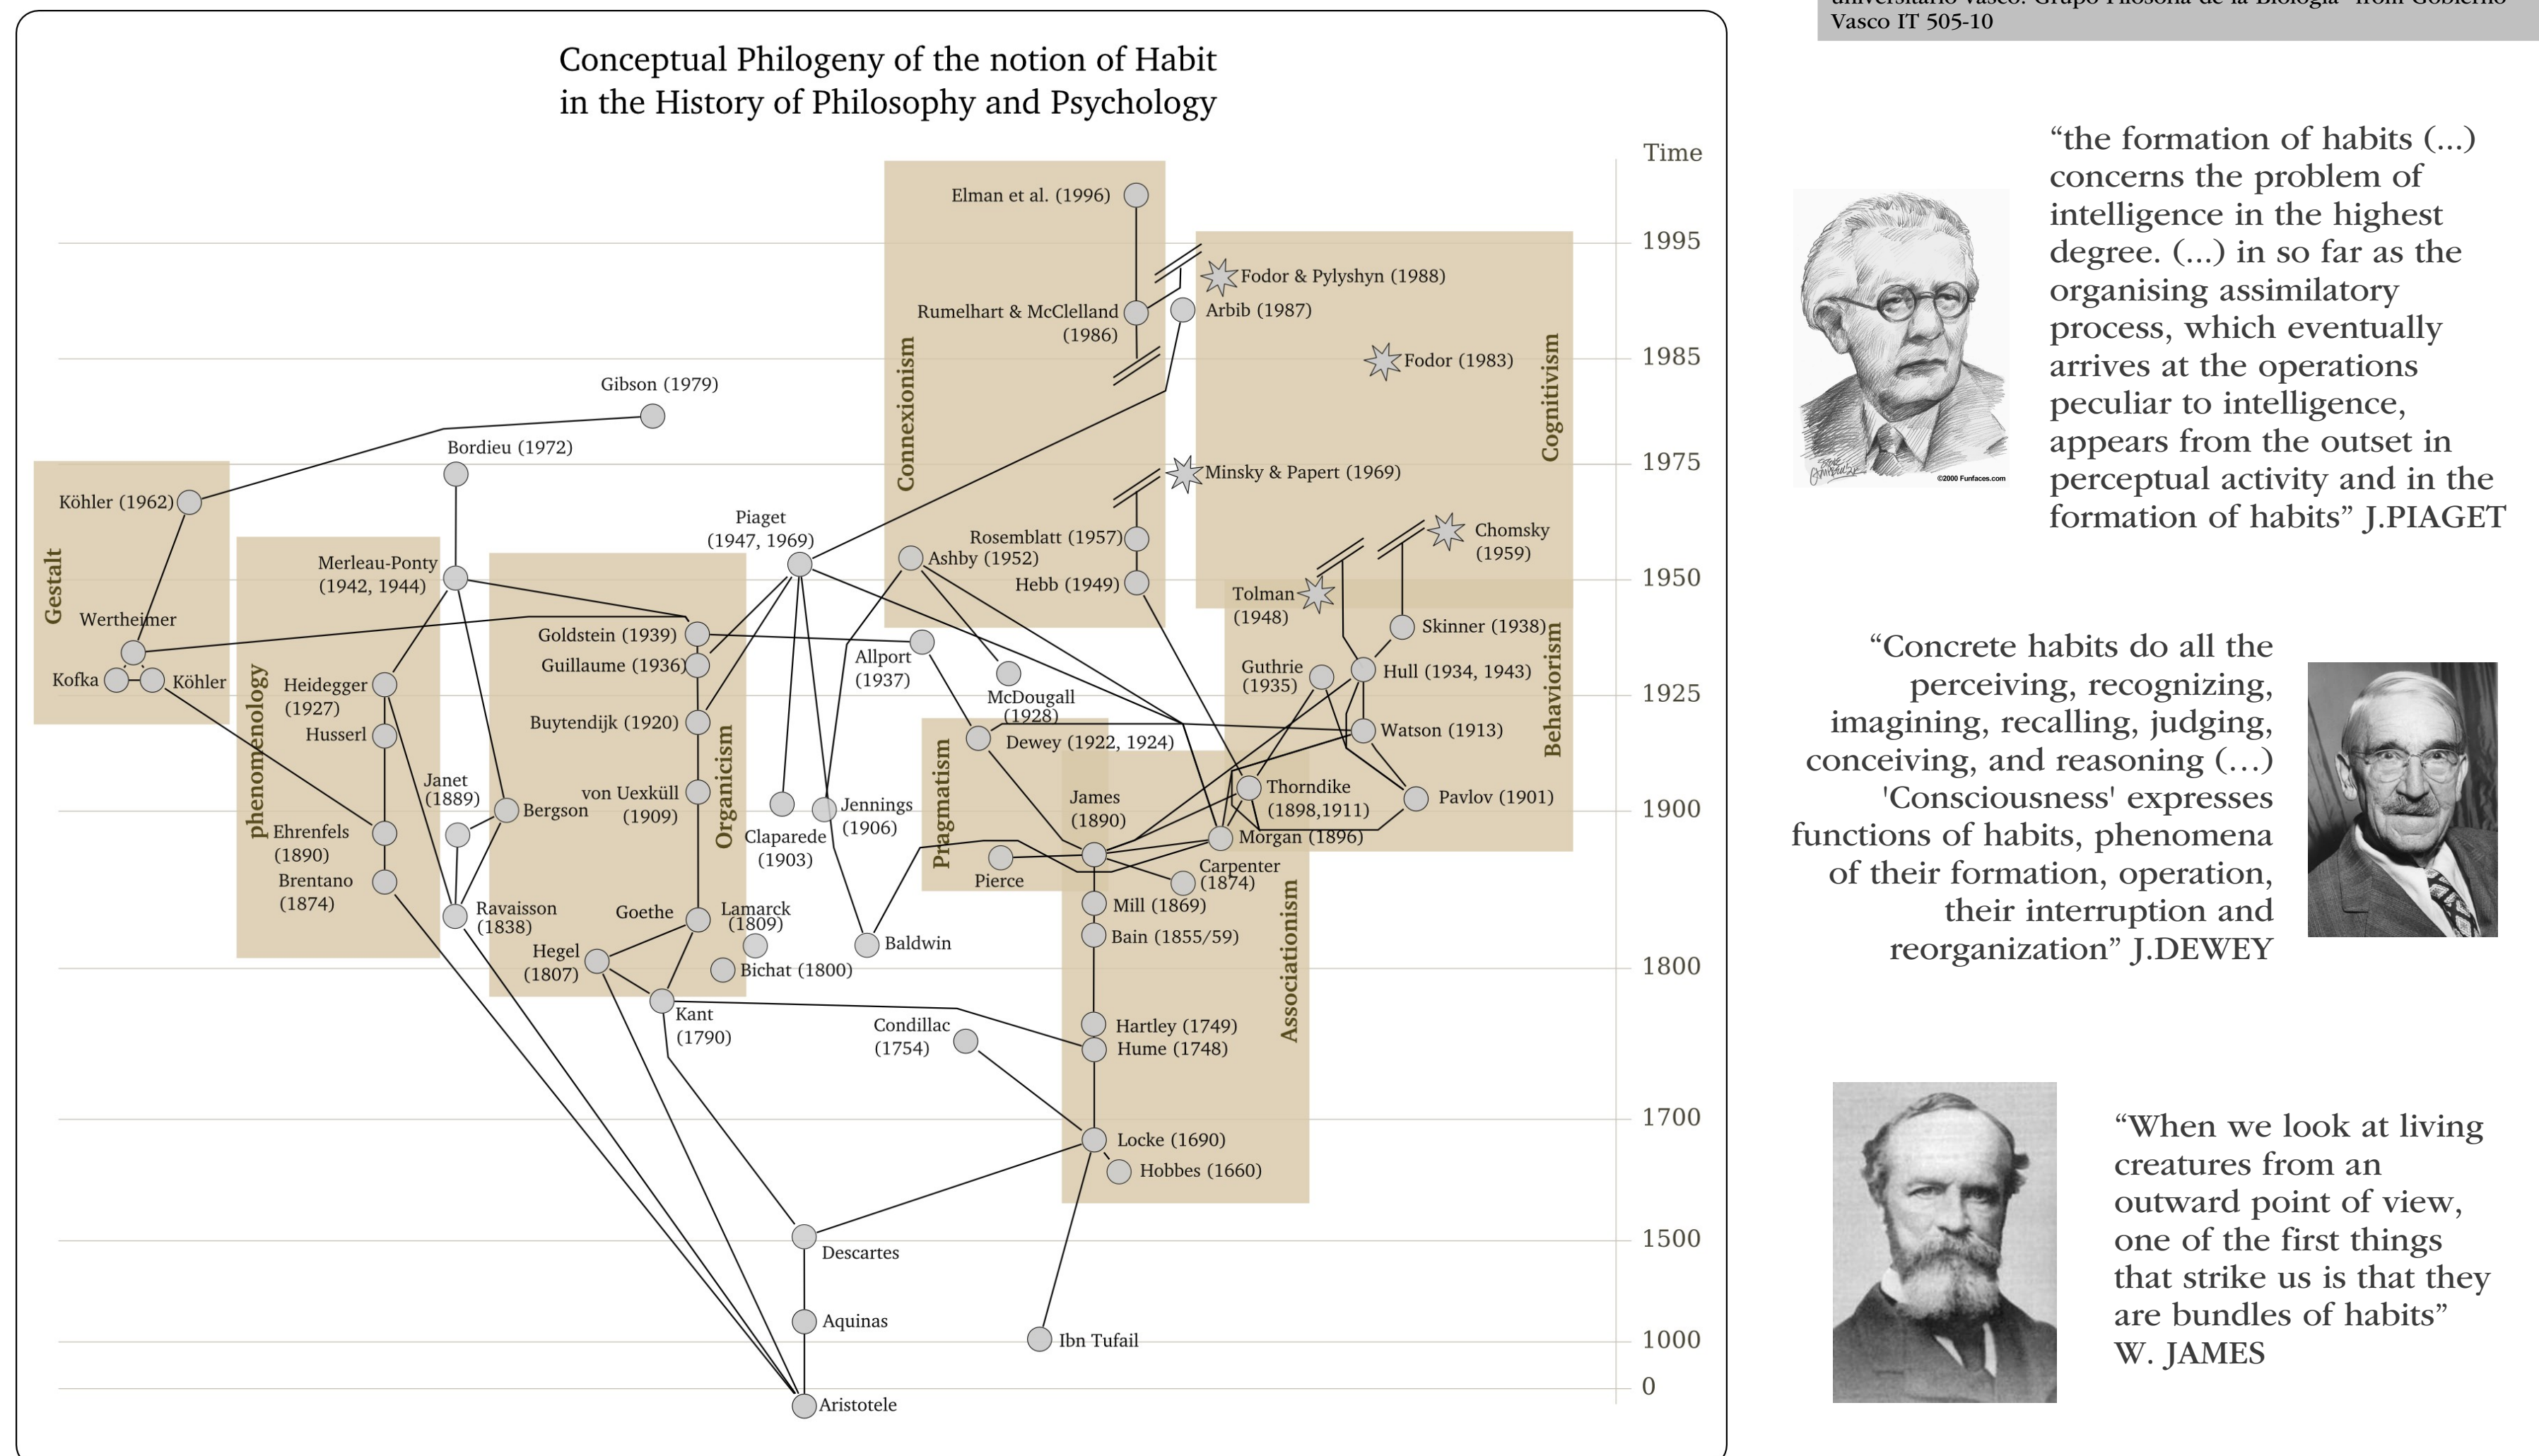 Conceptual Philogeny of the notion of Habit
in the History of Philosophy and Psychology
Time
1995
1985
1975
1950
1925
1900
1800
1700
1500
1000
0
Elman et al. (1996)
Fodor & Pylyshyn (1988)
Rumelhart & McClelland
(1986)
Arbib (1987)
Fodor (1983)
Connexionism
Cognitivism
Gibson (1979)
Bordieu (1972)
Köhler (1962)
Minsky & Papert (1969)
Piaget
(1947, 1969)
Rosemblatt (1957)
Ashby (1952)
Hebb (1949)
Chomsky
(1959)
Tolman
(1948)
Gestalt
Merleau-Ponty
(1942, 1944)
Wertheimer
Kofka
Köhler
Goldstein (1939)
Guillaume (1936)
Allport
(1937)
McDougall
(1928)
Skinner (1938)
Guthrie
(1935)
Hull (1934, 1943)
Behaviorism
phenomenology
Heidegger
(1927)
Husserl
Buytendijk (1920)
Organicism
Dewey (1922, 1924)
Watson (1913)
Pragmatism
Janet
(1889)
Bergson
von Uexküll
(1909)
Claparede
(1903)
Jennings
(1906)
James
(1890)
Thorndike
(1898,1911)
Pavlov (1901)
Morgan (1896)
Ehrenfels
(1890)
Brentano
(1874)
Pierce
Carpenter
(1874)
Ravaisson
(1838)
Goethe
Lamarck
(1809)
Mill (1869)
Bain (1855/59)
Associationism
Hegel
(1807)
Bichat (1800)
Baldwin
Kant
(1790)
Condillac
(1754)
Hartley (1749)
Hume (1748)
Locke (1690)
Hobbes (1660)
Descartes
Aquinas
Ibn Tufail
Aristotele
Vasco IT 505-10
“the formation of habits (...)
concerns the problem of
intelligence in the highest
degree. (...) in so far as the
organising assimilatory
process, which eventually
arrives at the operations
peculiar to intelligence,
appears from the outset in
perceptual activity and in the
formation of habits” J.PIAGET
©2000 Funfaces.com
“Concrete habits do all the
perceiving, recognizing,
imagining, recalling, judging,
conceiving, and reasoning (…)
'Consciousness' expresses
functions of habits, phenomena
of their formation, operation,
their interruption and
reorganization” J.DEWEY
“When we look at living
creatures from an
outward point of view,
one of the first things
that strike us is that they
are bundles of habits”
W. JAMES